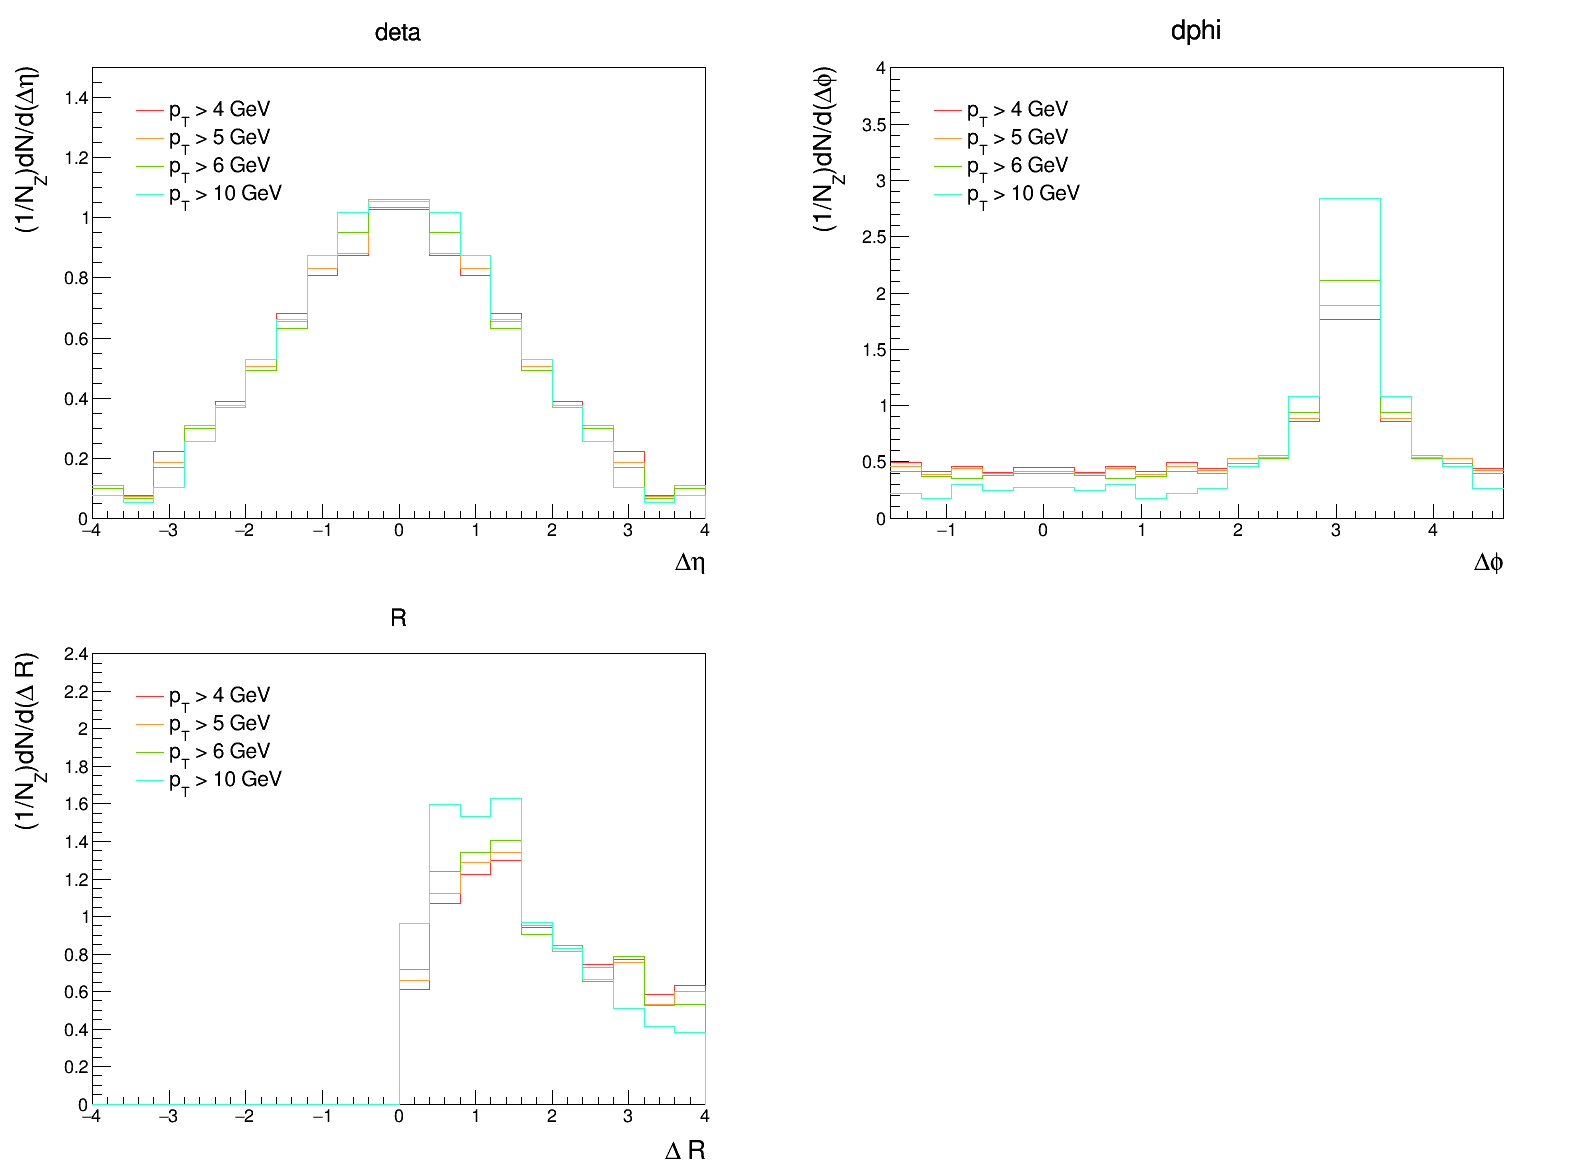 deta
(1/N_Z)dN/d(Δη)
p_T > 4 GeV
p_T > 5 GeV
p_T > 6 GeV
p_T > 10 GeV
1.4
1.2
1
0.8
0.6
0.4
0.2
0
−4 −3 −2 −1 0 1 2 3 4
Δη
dphi
(1/N_Z)dN/d(Δϕ)
p_T > 4 GeV
p_T > 5 GeV
p_T > 6 GeV
p_T > 10 GeV
4
3.5
3
2.5
2
1.5
1
0.5
0
−1 0 1 2 3 4
Δϕ
R
(1/N_Z)dN/d(Δ R)
p_T > 4 GeV
p_T > 5 GeV
p_T > 6 GeV
p_T > 10 GeV
2.4
2.2
2
1.8
1.6
1.4
1.2
1
0.8
0.6
0.4
0.2
0
−4 −3 −2 −1 0 1 2 3 4
Δ R